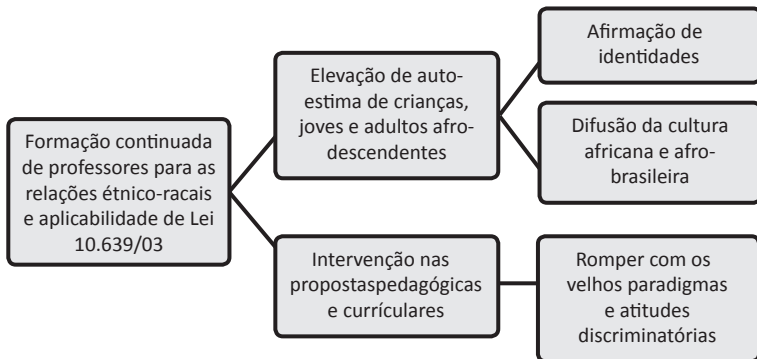 Formação continuada
de professores para as
relações étnico-racais
e aplicabilidade de Lei
10.639/03
Elevação de auto-
estima de crianças,
joves e adultos afro-
descendentes
Afirmação de
identidades
Difusão da cultura
africana e afro-
brasileira
Intervenção nas
propostaspedagógicas
e currículares
Romper com os
velhos paradigmas
e atitudes
discriminatórias